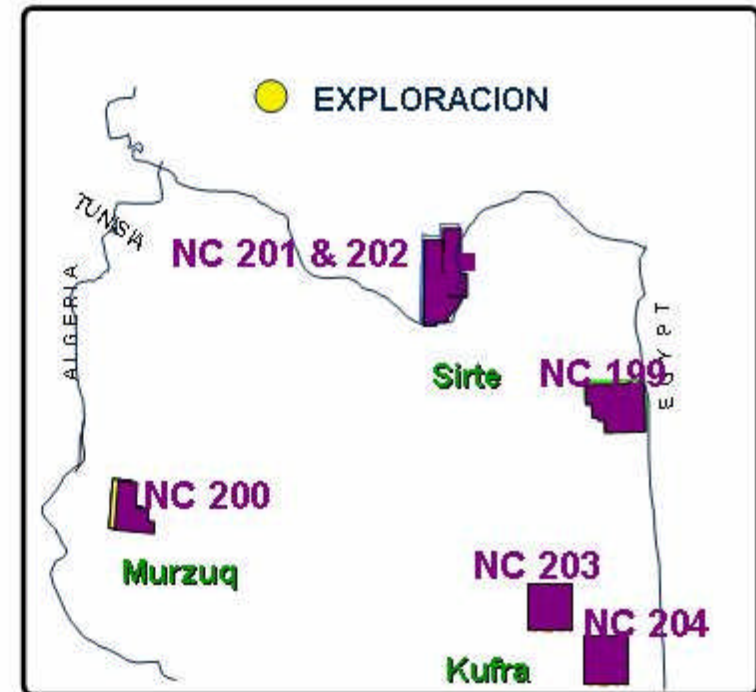 EXPLORACION
TUNISIA
NC 201 & 202
ALGERIA
EGYPT
Sirte
NC 199
NC 200
Murzuq
NC 203
NC 204
Kufra